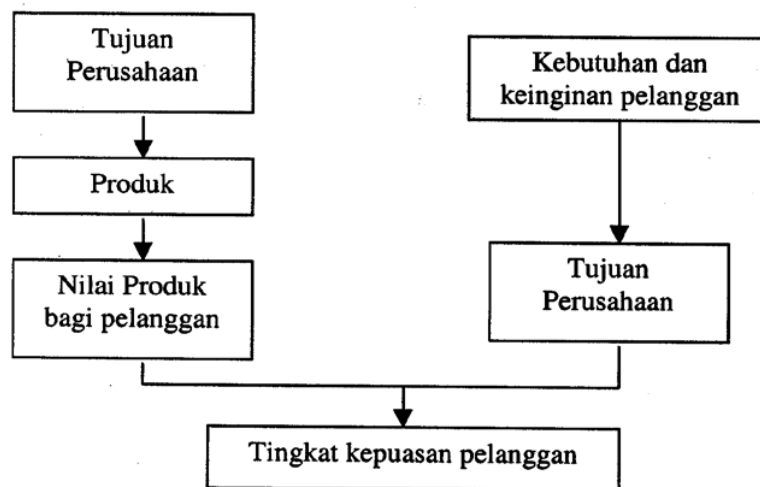 Tujuan
Perusahaan
Produk
Nilai Produk
bagi pelanggan
Kebutuhan dan
keinginan pelanggan
Tujuan
Perusahaan
Tingkat kepuasan pelanggan